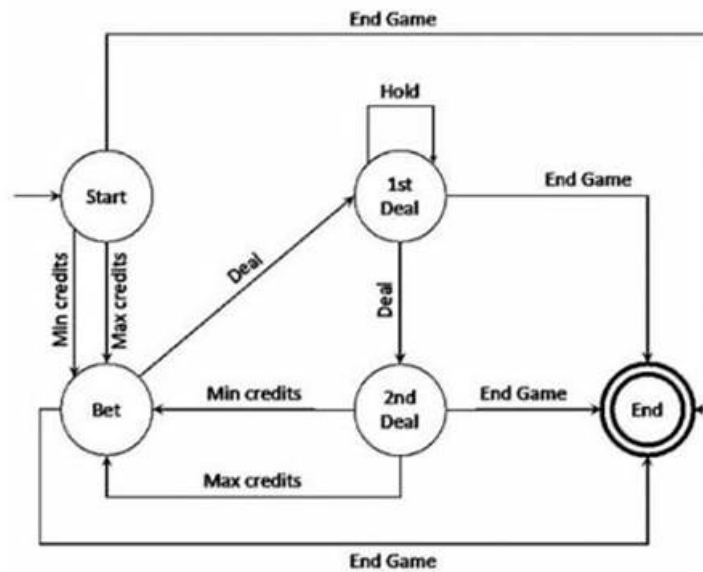 End Game
Hold
Start
1st
Deal
End Game
Min credits
Max credits
Deal
Deal
Bet
Min credits
2nd
Deal
End Game
End
Max credits
End Game